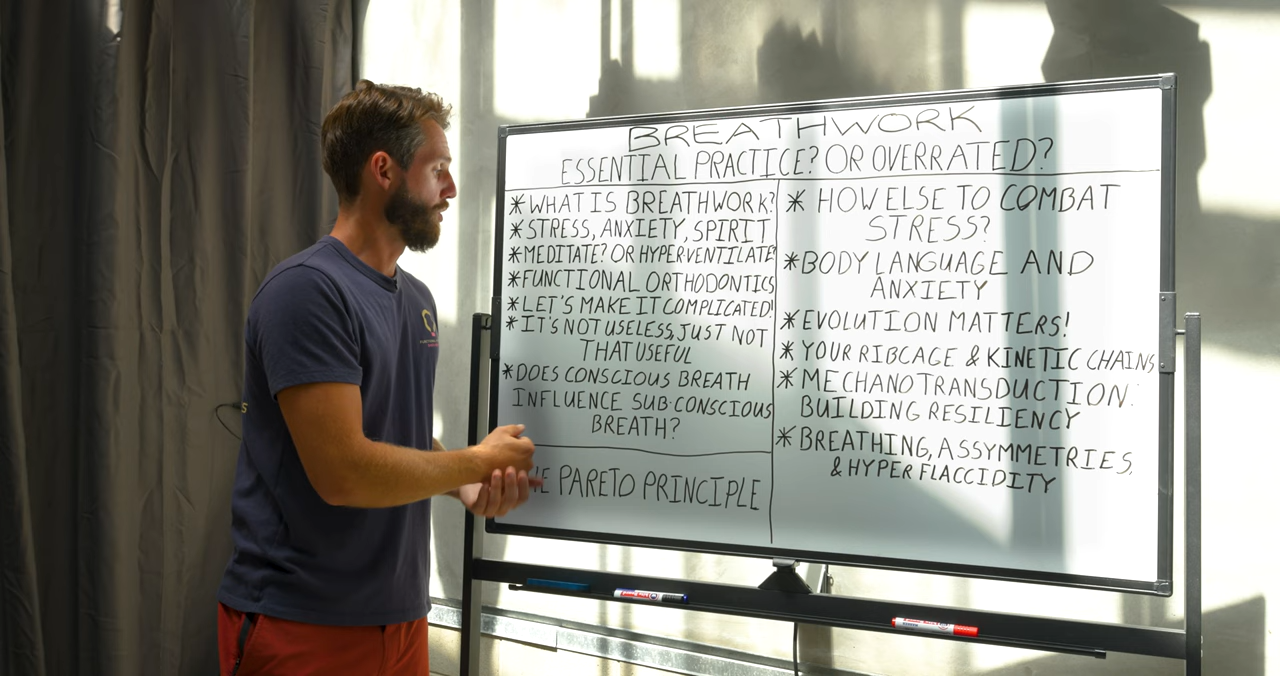 BREATHWORK
ESSENTIAL PRACTICE? OR OVERRATED?
* WHAT IS BREATHWORK?
* STRESS, ANXIETY, SPIRIT
* MEDITATE? OR HYPERVENTILATE?
* FUNCTIONAL ORTHODONTICS
* LET'S MAKE IT COMPLICATED!
* IT'S NOT USELESS, JUST NOT
THAT USEFUL
* DOES CONSCIOUS BREATH
INFLUENCE SUB-CONSCIOUS
BREATH?
PARETO PRINCIPLE
* HOW ELSE TO COMBAT
STRESS?
* BODY LANGUAGE AND
ANXIETY
* EVOLUTION MATTERS!
* YOUR RIBCAGE & KINETIC CHAINS
* MECHANOTRANSDUCTION:
BUILDING RESILIENCY
* BREATHING, ASSYMMETRIES,
& HYPER FLACCIDITY